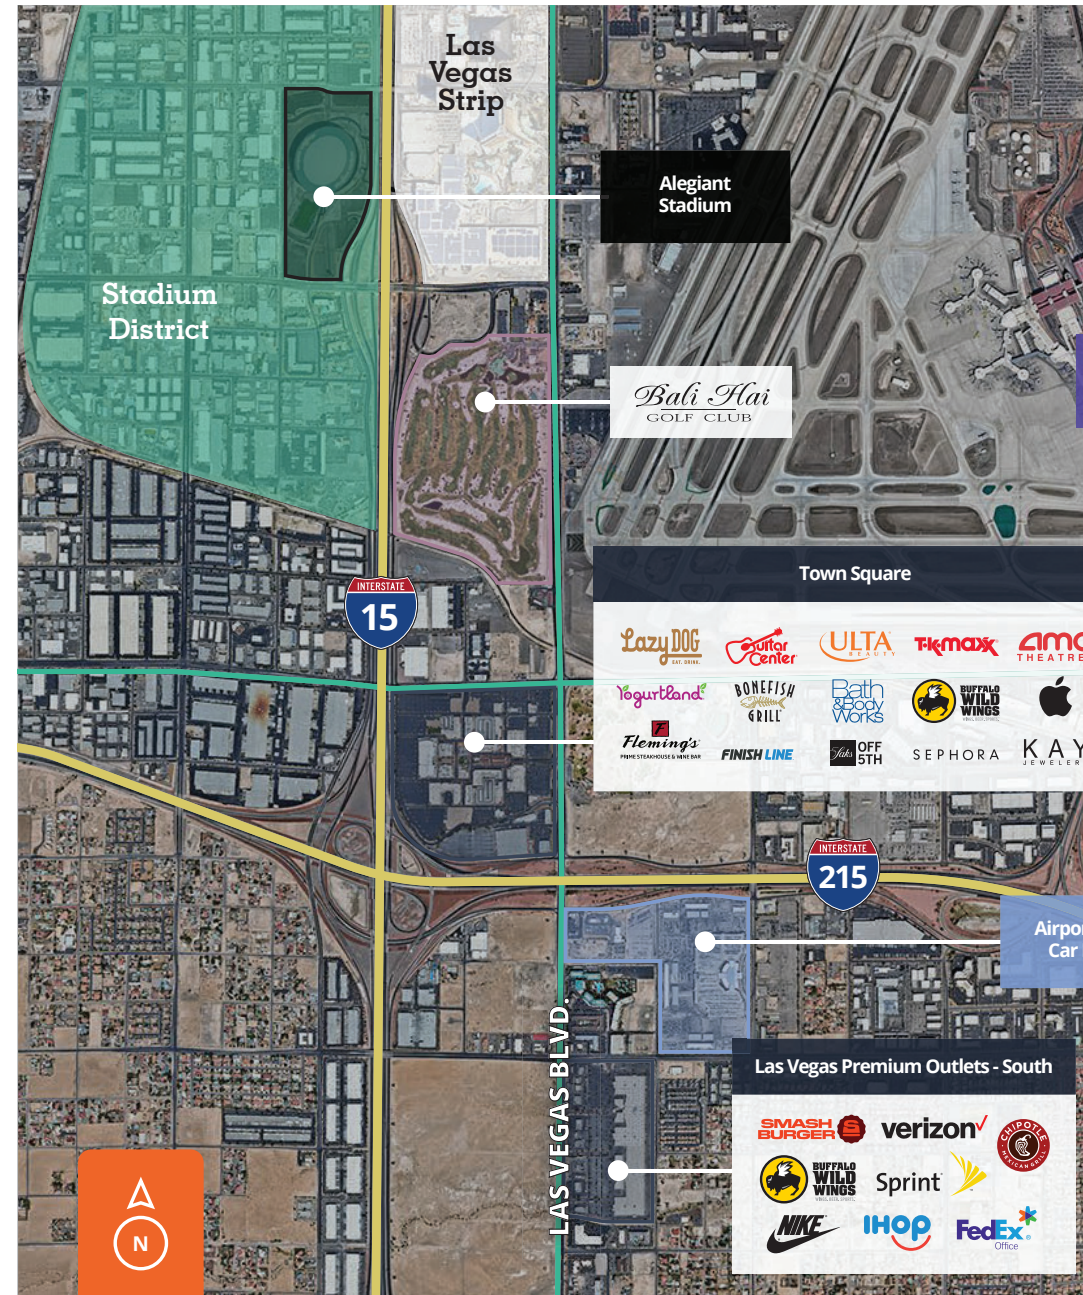 Las
Vegas
Strip
Alegiant
Stadium
Stadium
District
Bali Hai
GOLF CLUB
INTERSTATE
15
Town Square
Lazy DOG
EAT. DRINK.
Guitar
Center
ULTA
BEAUTY
T·K·maxx
amc
THEATRE
Yogurtland
BONEFISH
GRILL
Bath
&Body
Works
BUFFALO
WILD
WINGS
F
Fleming's
PRIME STEAKHOUSE & WINE BAR
FINISH LINE
Saks
OFF
5TH
SEPHORA
KAY
JEWELER
INTERSTATE
215
Airpor
Car
LAS VEGAS BLVD.
Las Vegas Premium Outlets - South
SMASH
BURGER
S
verizon
CHIPOTLE
MEXICAN GRILL
BUFFALO
WILD
WINGS
Sprint
NIKE
IHOP
FedEx
Office
N